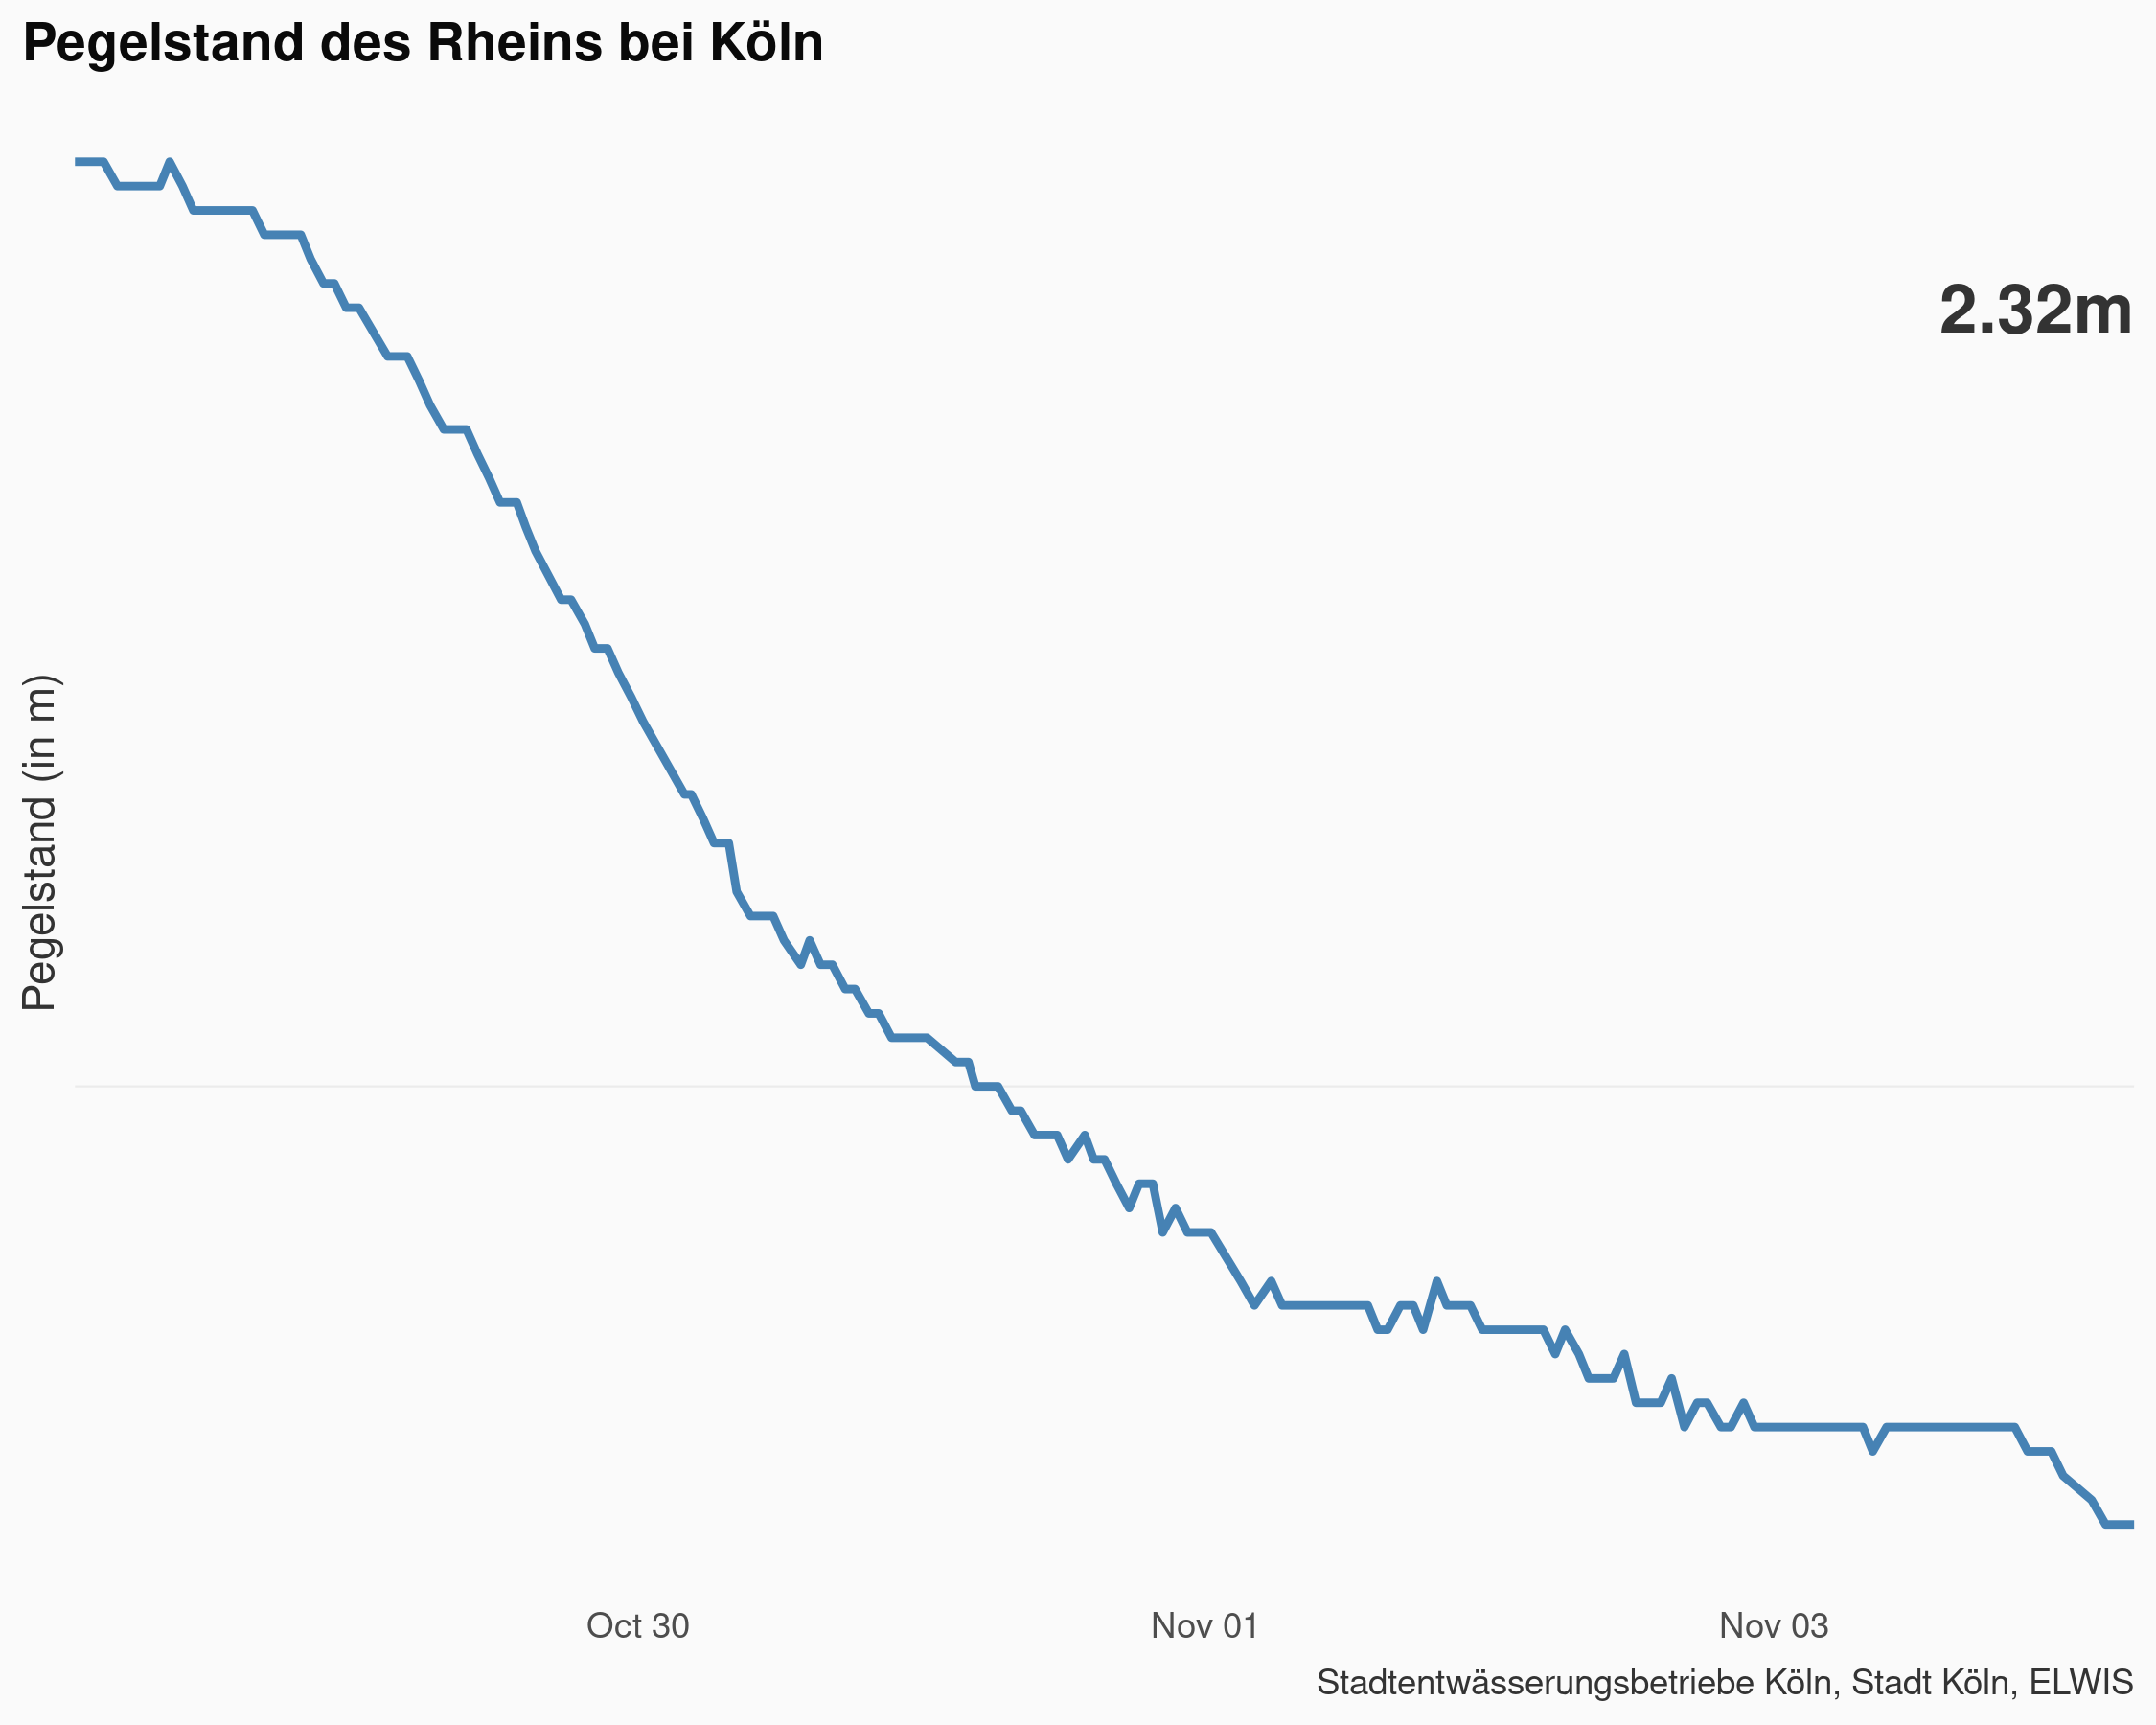 Pegelstand des Rheins bei Köln
2.32m
Pegelstand (in m)
Oct 30
Nov 01
Nov 03
Stadtentwässerungsbetriebe Köln, Stadt Köln, ELWIS